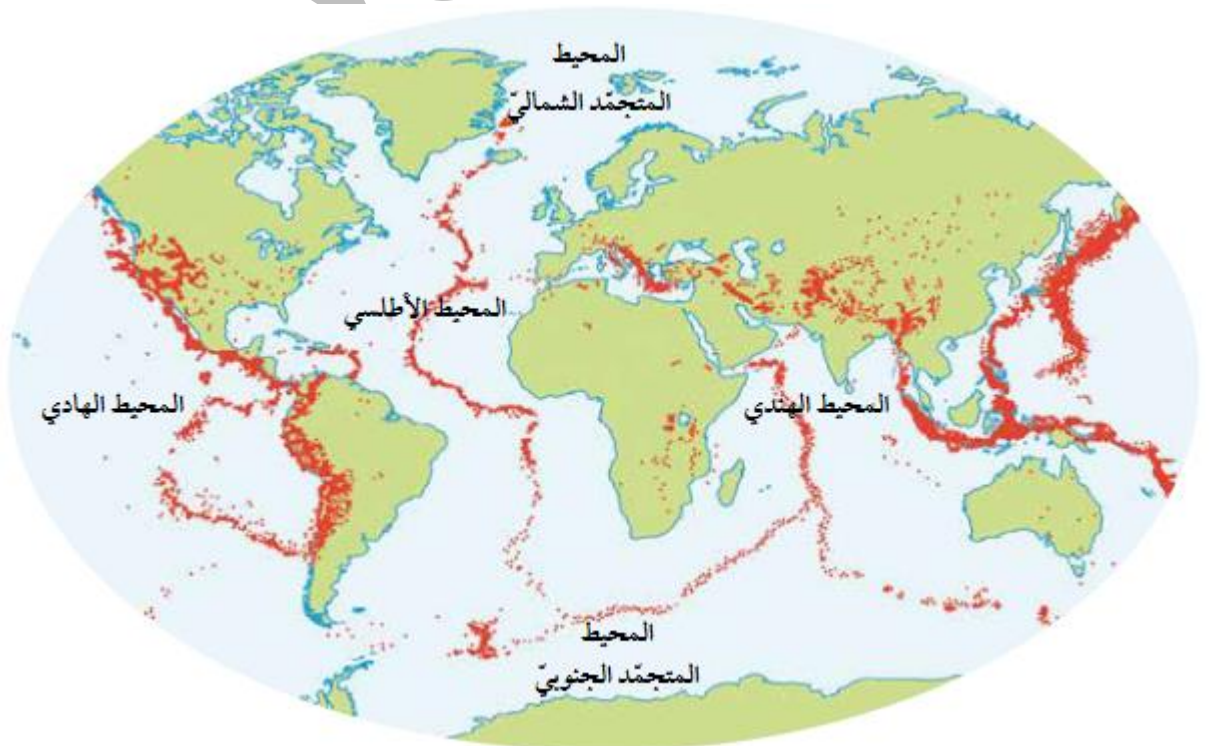 المحيط
المتجمّد الشماليّ
المحيط الأطلسي
المحيط الهادي
المحيط الهندي
المحيط
المتجمّد الجنوبيّ